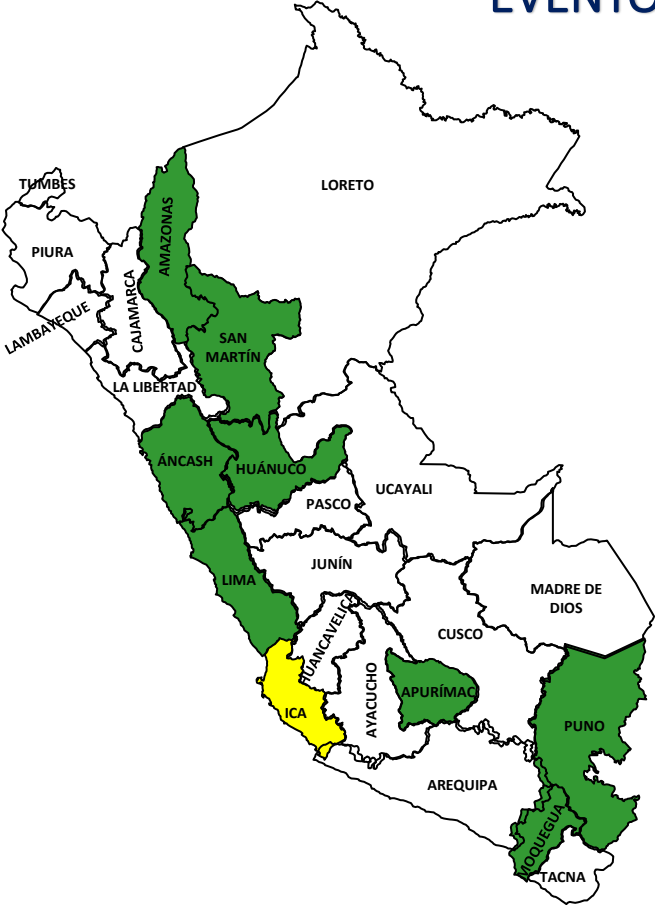 EVENTO
LORETO
TUMBES
AMAZONAS
PIURA
CAJAMARCA
LAMBAYEQUE
SAN
MARTÍN
LA LIBERTAD
ÁNCASH
HUÁNUCO
UCAYALI
PASCO
JUNÍN
LIMA
MADRE DE
DIOS
HUANCAVELICA
CUSCO
AYACUCHO
APURÍMAC
ICA
PUNO
AREQUIPA
MOQUEGUA
TACNA